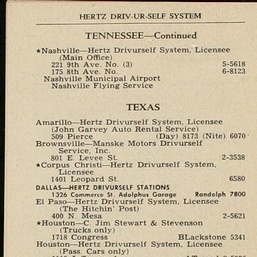 HERTZ DRIV-UR-SELF SYSTEM
TENNESSEE—Continued
★Nashville—Hertz Drivurself System, Licensee
(Main Office)
221 9th Ave. No. (3) 5-5618
175 8th Ave. No. 6-8123
Nashville Municipal Airport
Nashville Flying Service
TEXAS
Amarillo—Hertz Drivurself System, Licensee
(John Garvey Auto Rental Service)
509 Pierce (Day) 8173 (Nite) 6070
Brownsville—Manske Motors Drivurself
Service, Inc.
801 E. Levee St. 2-3538
★Corpus Christi—Hertz Drivurself System,
Licensee
1401 Leopard St. 6580
DALLAS—HERTZ DRIVURSELF STATIONS
1326 Commerce St. Adolphus Garage Randolph 7800
El Paso—Hertz Drivurself System, Licensee
(The Hitchin' Post)
400 N. Mesa 2-5621
★Houston—C. Jim Stewart & Stevenson
(Trucks only)
1718 Congress BLackstone 5341
Houston—Hertz Drivurself System, Licensee
(Pass. Cars only)